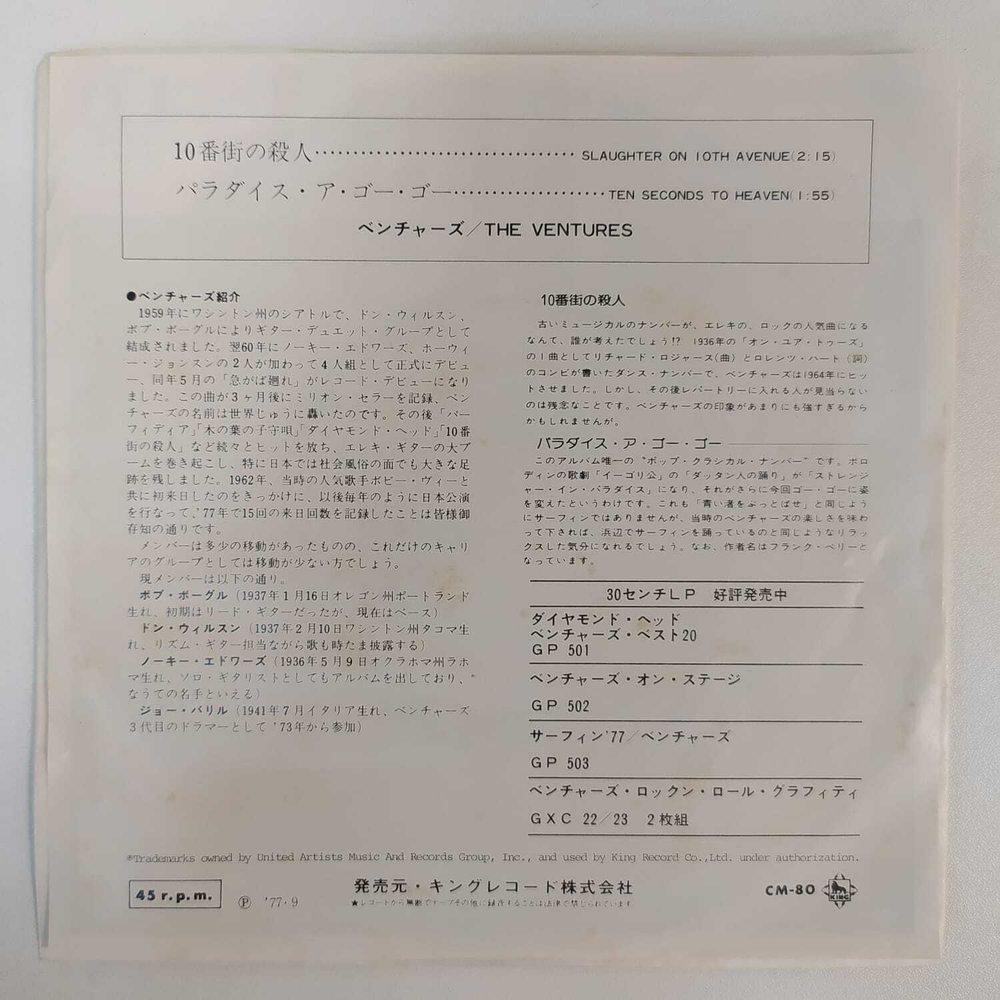 10番街の殺人 SLAUGHTER ON 10TH AVENUE(2:15)
パラダイス・ア・ゴー・ゴー TEN SECONDS TO HEAVEN(1:55)
ベンチャーズ/THE VENTURES
●ベンチャーズ紹介
1959年にワシントン州のシアトルで、ドン・ウィルスン、
ボブ・ボーグルによりギター・デュエット・グループとして
結成されました。翌60年にノーキー・エドワーズ、ホーウィ
ー・ジョンスンの2人が加わって4人組として正式にデビュ
ー、同年5月の「急がば廻れ」がレコード・デビューになり
ました。この曲が3ヶ月後にミリオン・セラーを記録、ベン
チャーズの名前は世界じゅうに轟いたのです。その後「パー
フィディア」「木の葉の子守唄」「ダイヤモンド・ヘッド」「10番
街の殺人」など続々とヒットを放ち、エレキ・ギターの大ブ
ームを巻き起こし、特に日本では社会風俗の面でも大きな足
跡を残しました。1962年、当時の人気歌手ボビー・ヴィーと
共に初来日したのをきっかけに、以後毎年のように日本公演
を行なって、'77年で15回の来日回数を記録したことは皆様御
存知の通りです。
メンバーは多少の移動があったものの、これだけのキャリ
アのグループとしては移動が少ない方でしょう。
現メンバーは以下の通り。
ボブ・ボーグル(1937年1月16日オレゴン州ポートランド
生れ、初期はリード・ギターだったが、現在はベース)
ドン・ウィルスン(1937年2月10日ワシントン州タコマ生
れ、リズム・ギター担当ながら歌も時たま披露する)
ノーキー・エドワーズ(1936年5月9日オクラホマ州ラホ
マ生れ、ソロ・ギタリストとしてもアルバムを出しており、
なうての名手といえる)
ジョー・バリル(1941年7月イタリア生れ、ベンチャーズ
3代目のドラマーとして'73年から参加)
10番街の殺人
古いミュージカルのナンバーが、エレキの、ロックの人気曲になる
なんて、誰が考えたでしょう!? 1936年の「オン・ユア・トゥーズ」
の1曲としてリチャード・ロジャース(曲)とロレンツ・ハート(詞)
のコンビが書いたダンス・ナンバーで、ベンチャーズは1964年にヒッ
トさせました。しかし、その後レパートリーに入れる人が見当らない
のは残念なことです。ベンチャーズの印象があまりにも強すぎるから
かもしれませんが。
パラダイス・ア・ゴー・ゴー
このアルバム唯一の"ポップ・クラシカル・ナンバー"です。ボロ
ディンの歌劇「イーゴリ公」の「ダッタン人の踊り」が「ストレンジ
ャー・イン・パラダイス」になり、それがさらに今回ゴー・ゴーに姿
を変えたというわけです。これも「青い渚をぶっとばせ」と同じよう
にサーフィンではありませんが、当時のベンチャーズの楽しさを味わ
って下されば、浜辺でサーフィンを踊っているのと同じようなリラッ
クスした気分になれるでしょう。なお、作者名はフランク・ペリーと
なっています。
30センチLP 好評発売中
ダイヤモンド・ヘッド
ベンチャーズ・ベスト20
GP 501
ベンチャーズ・オン・ステージ
GP 502
サーフィン'77/ベンチャーズ
GP 503
ベンチャーズ・ロックン・ロール・グラフィティ
GXC 22/23 2枚組
®Trademarks owned by United Artists Music And Records Group, Inc., and used by King Record Co.,Ltd. under authorization.
45 r.p.m.
Ⓟ '77・9
発売元・キングレコード株式会社
★レコードから無断でテープその他に録音することは法律で禁じられています
CM-80
KING